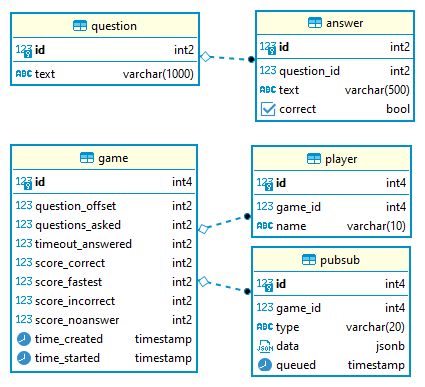 question
123 id int2
ABC text varchar(1000)
answer
123 id int2
123 question_id int2
ABC text varchar(500)
correct bool
game
123 id int4
123 question_offset int2
123 questions_asked int2
123 timeout_answered int2
123 score_correct int2
123 score_fastest int2
123 score_incorrect int2
123 score_noanswer int2
time_created timestamp
time_started timestamp
player
123 id int4
123 game_id int4
ABC name varchar(10)
pubsub
123 id int4
123 game_id int4
ABC type varchar(20)
JSON data jsonb
queued timestamp